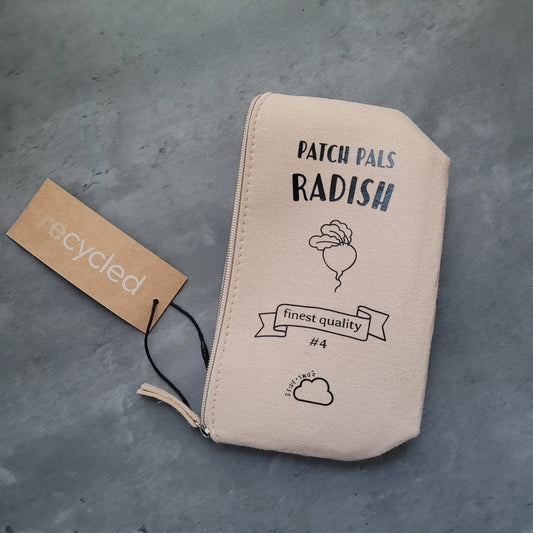 recycled
PATCH PALS
RADISH
finest quality
#4